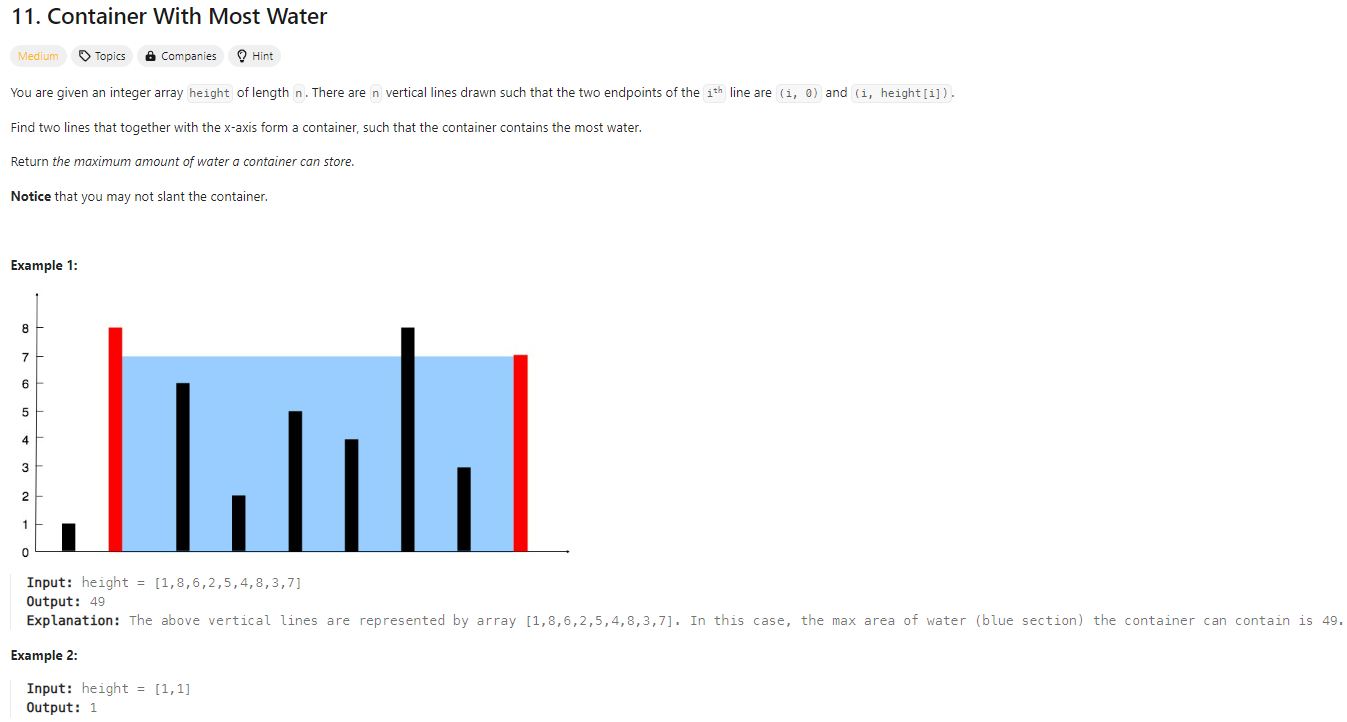 11. Container With Most Water
Medium Topics Companies Hint
You are given an integer array height of length n. There are n vertical lines drawn such that the two endpoints of the ith line are (i, 0) and (i, height[i]).
Find two lines that together with the x-axis form a container, such that the container contains the most water.
Return the maximum amount of water a container can store.
Notice that you may not slant the container.
Example 1:
8
7
6
5
4
3
2
1
0
Input: height = [1,8,6,2,5,4,8,3,7]
Output: 49
Explanation: The above vertical lines are represented by array [1,8,6,2,5,4,8,3,7]. In this case, the max area of water (blue section) the container can contain is 49.
Example 2:
Input: height = [1,1]
Output: 1